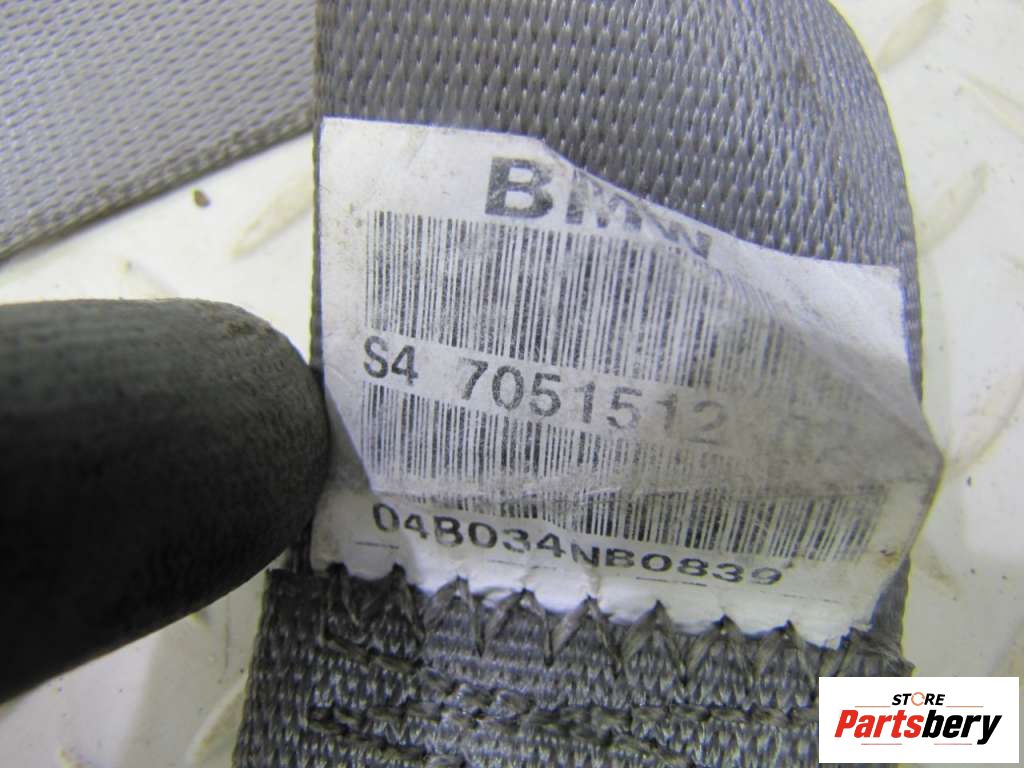 BMW
S4 7051512
04B034NB0839
STORE
Partsbery